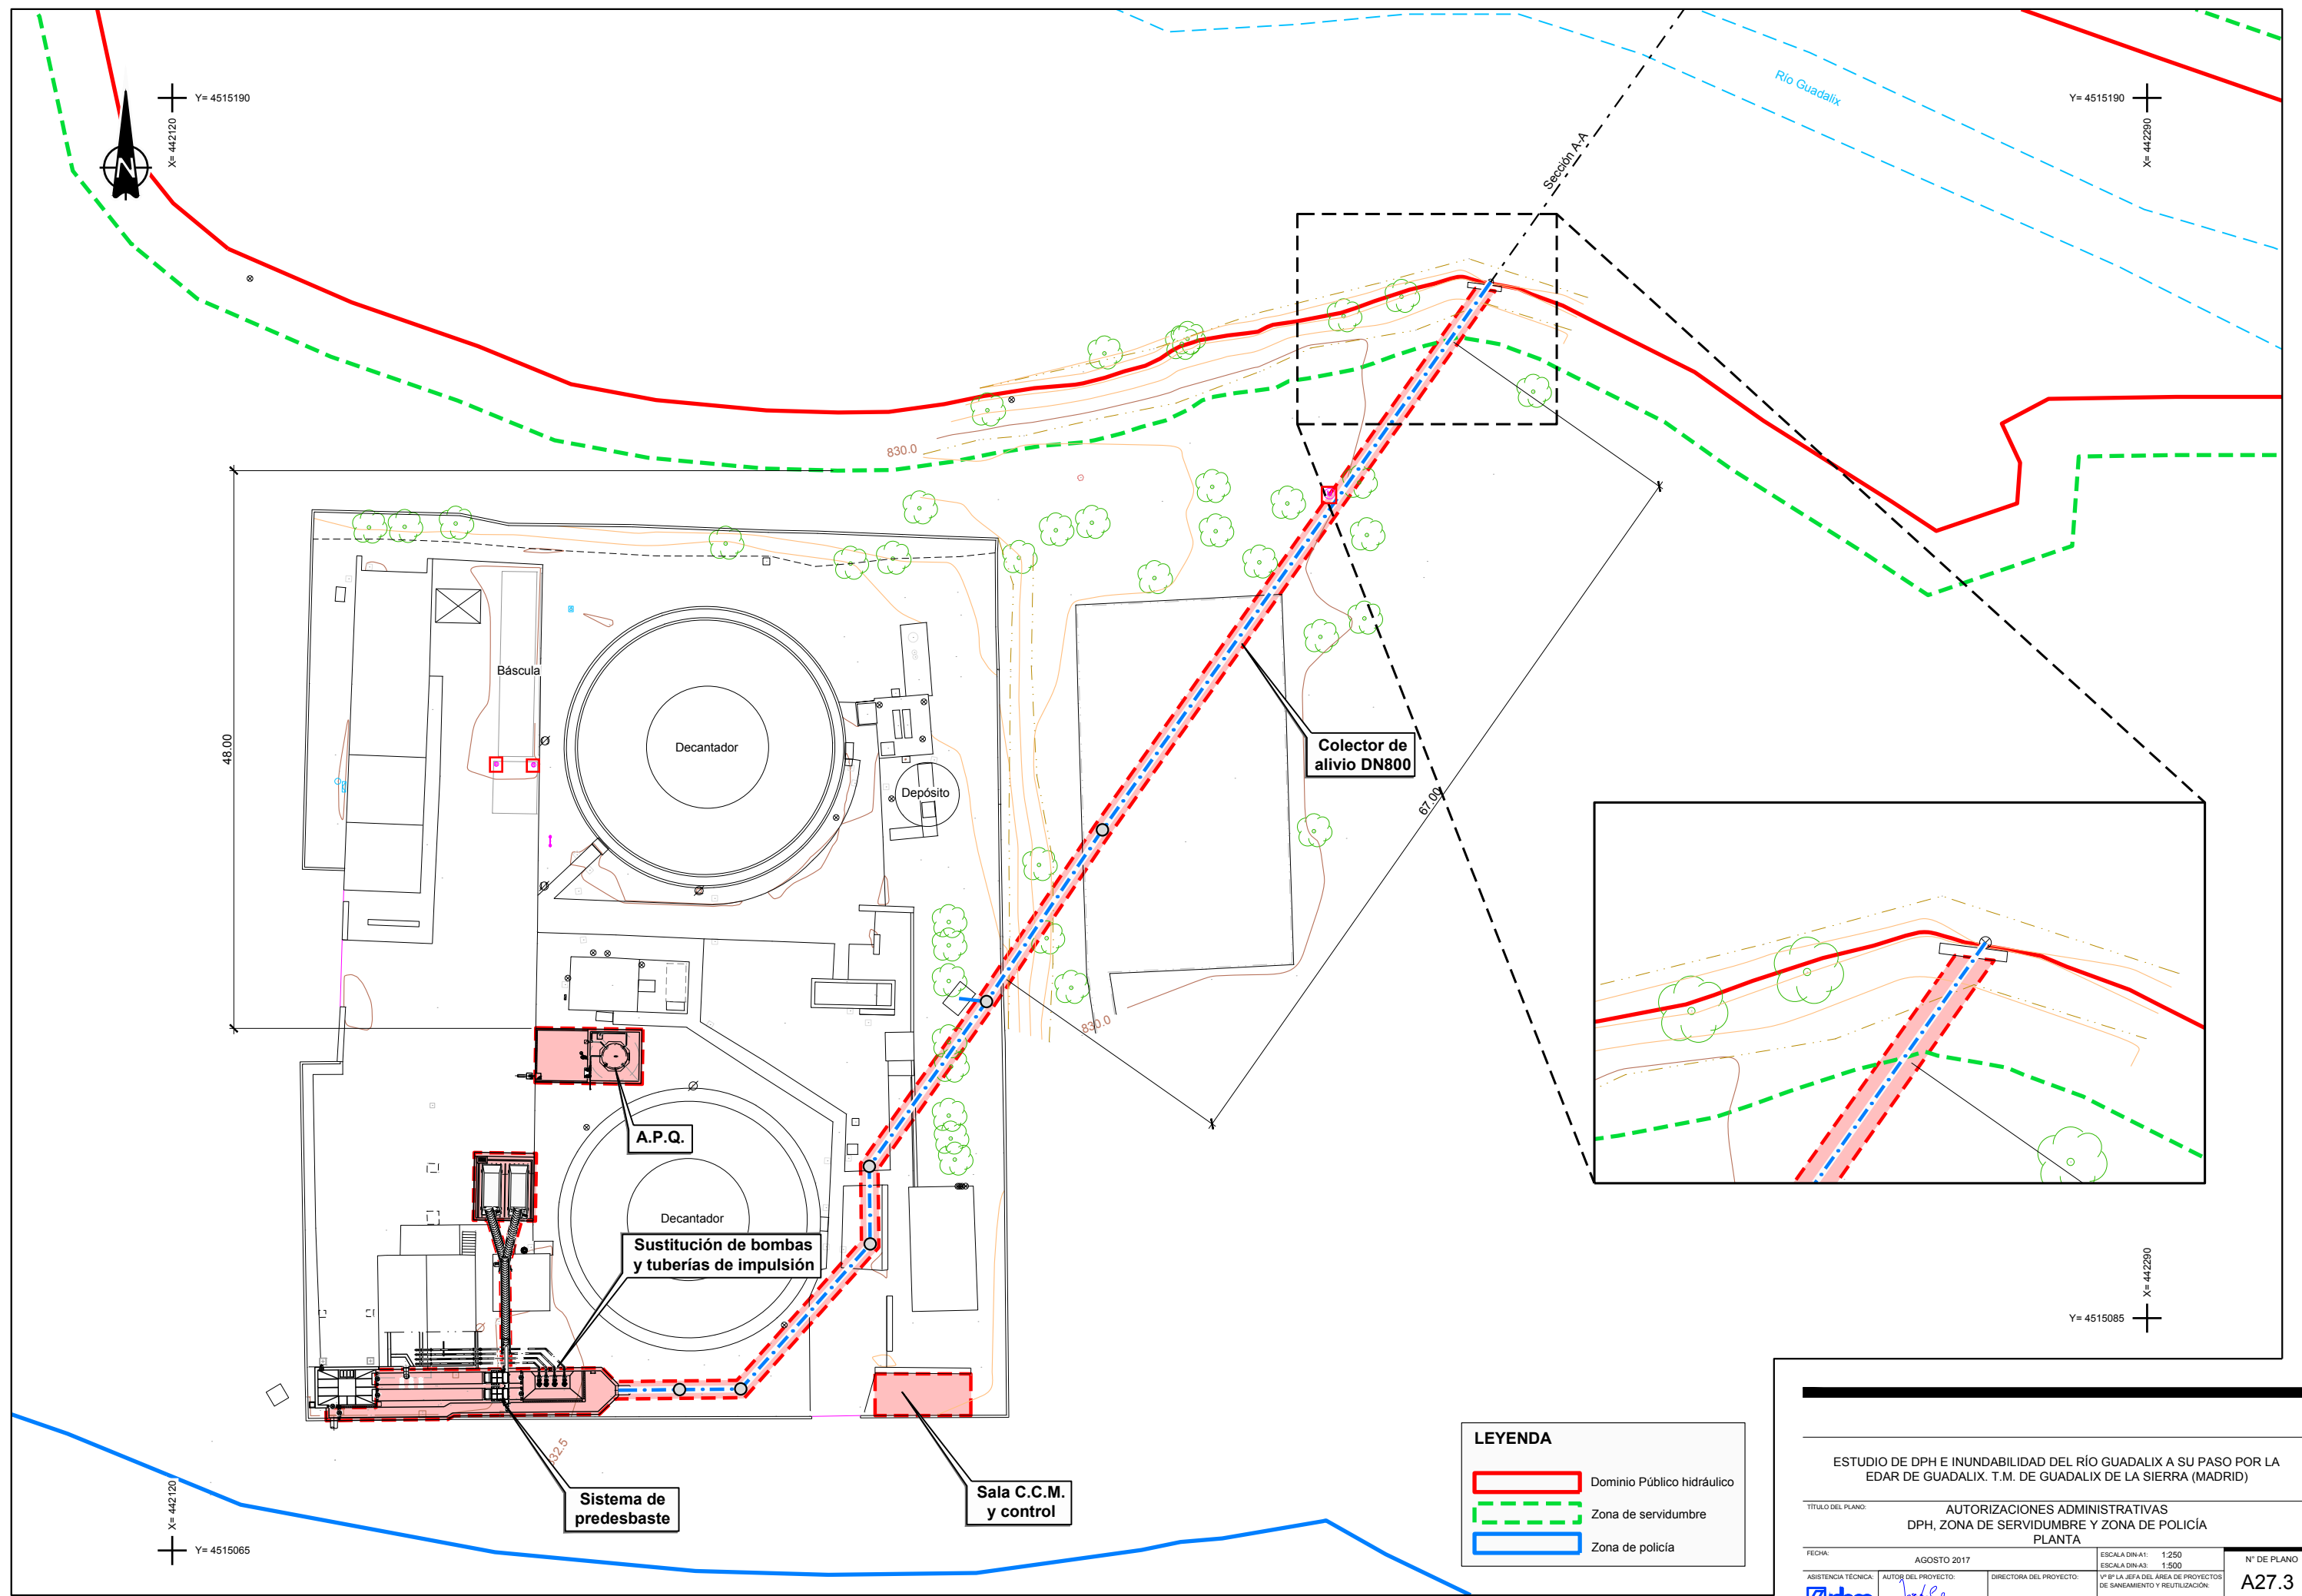 Y= 4515190
X= 442120
N
Río Guadalix
Y= 4515190
X= 442290
Sección A-A
830.0
Báscula
Decantador
Depósito
48.00
Colector de
alivio DN800
67.00
830.0
A.P.Q.
Decantador
Sustitución de bombas
y tuberías de impulsión
X= 442290
Y= 4515085
32.5
Sistema de
predesbaste
Sala C.C.M.
y control
X= 442120
Y= 4515065
LEYENDA
Dominio Público hidráulico
Zona de servidumbre
Zona de policía
ESTUDIO DE DPH E INUNDABILIDAD DEL RÍO GUADALIX A SU PASO POR LA
EDAR DE GUADALIX. T.M. DE GUADALIX DE LA SIERRA (MADRID)
TÍTULO DEL PLANO:
AUTORIZACIONES ADMINISTRATIVAS
DPH, ZONA DE SERVIDUMBRE Y ZONA DE POLICÍA
PLANTA
FECHA:
AGOSTO 2017
ESCALA DIN-A1: 1:250
ESCALA DIN-A3: 1:500
N° DE PLANO
A27.3
ASISTENCIA TÉCNICA:
AUTOR DEL PROYECTO:
DIRECTORA DEL PROYECTO:
Vº Bº LA JEFA DEL ÁREA DE PROYECTOS
DE SANEAMIENTO Y REUTILIZACIÓN: